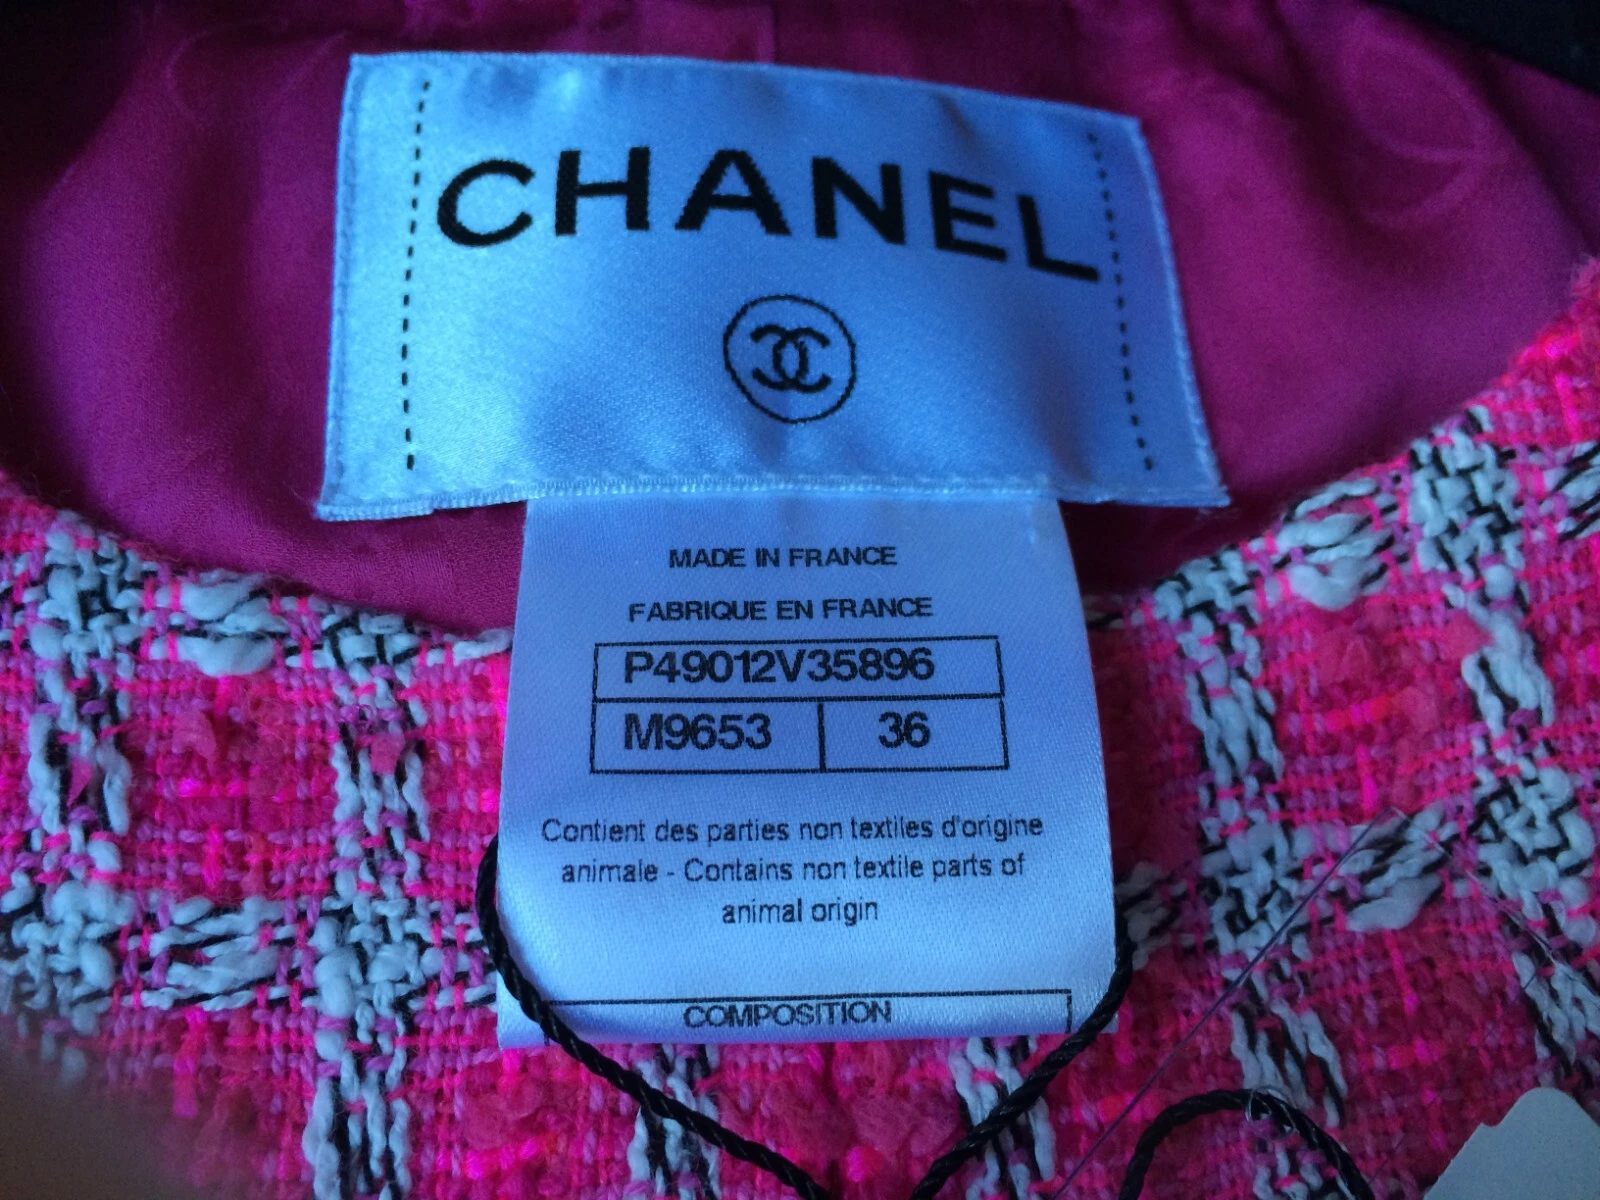 CHANEL
MADE IN FRANCE
FABRIQUE EN FRANCE
P49012V35896
M9653 36
Contient des parties non textiles d'origine
animale - Contains non textile parts of
animal origin
COMPOSITION